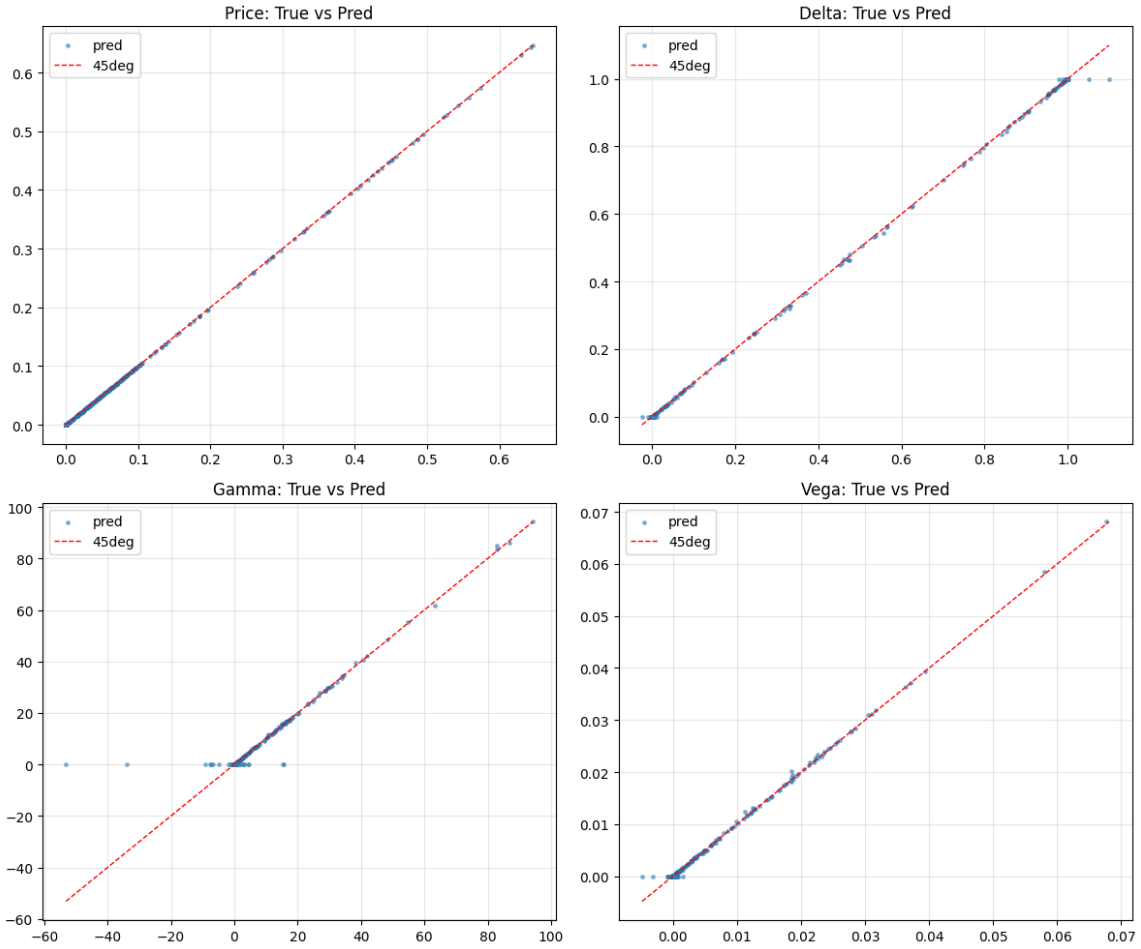 Price: True vs Pred
pred
45deg
0.6
0.5
0.4
0.3
0.2
0.1
0.0
0.0 0.1 0.2 0.3 0.4 0.5 0.6
Delta: True vs Pred
pred
45deg
1.0
0.8
0.6
0.4
0.2
0.0
0.0 0.2 0.4 0.6 0.8 1.0
Gamma: True vs Pred
pred
45deg
100
80
60
40
20
0
−20
−40
−60
−60 −40 −20 0 20 40 60 80 100
Vega: True vs Pred
pred
45deg
0.07
0.06
0.05
0.04
0.03
0.02
0.01
0.00
0.00 0.01 0.02 0.03 0.04 0.05 0.06 0.07